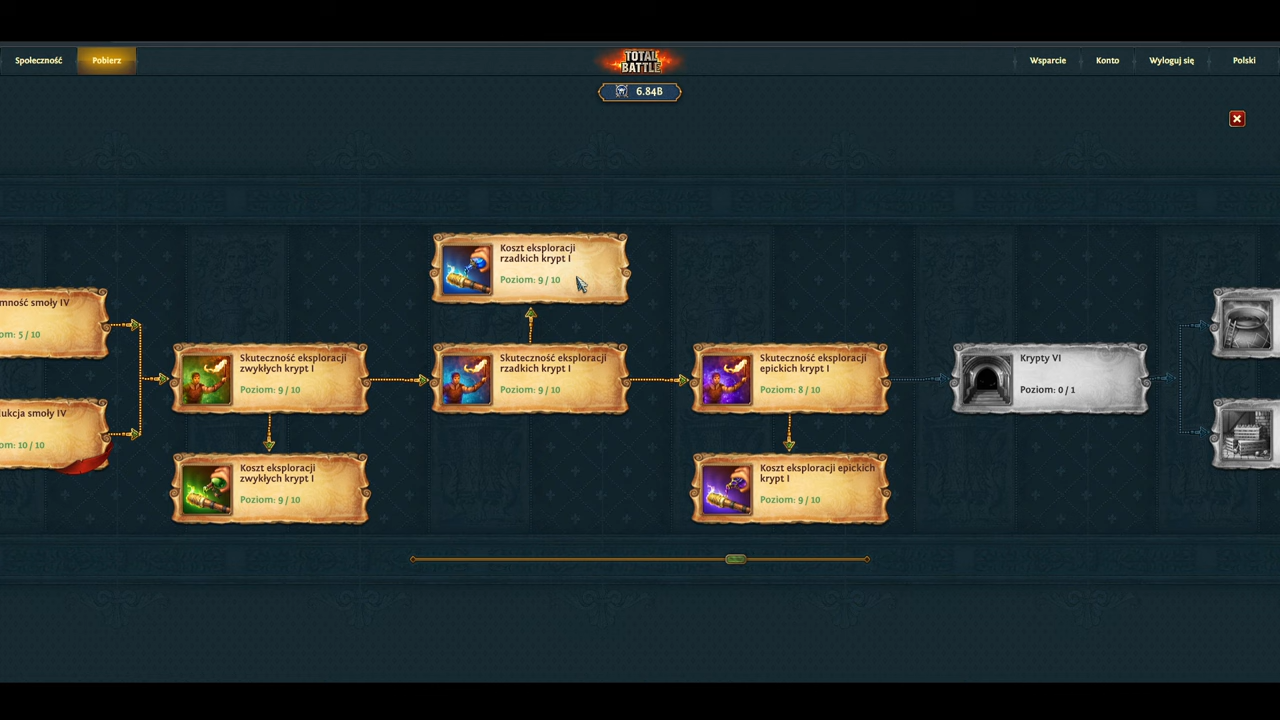 Społeczność
Pobierz
TOTAL
BATTLE
Wsparcie
Konto
Wyloguj się
Polski
6.84B
Koszt eksploracji
rzadkich krypt I
Poziom: 9 / 10
mność smoły IV
om: 5 / 10
Skuteczność eksploracji
zwykłych krypt I
Poziom: 9 / 10
Skuteczność eksploracji
rzadkich krypt I
Poziom: 9 / 10
Skuteczność eksploracji
epickich krypt I
Poziom: 8 / 10
Krypty VI
Poziom: 0 / 1
lukcja smoły IV
om: 10 / 10
Koszt eksploracji
zwykłych krypt I
Poziom: 9 / 10
Koszt eksploracji epickich
krypt I
Poziom: 9 / 10